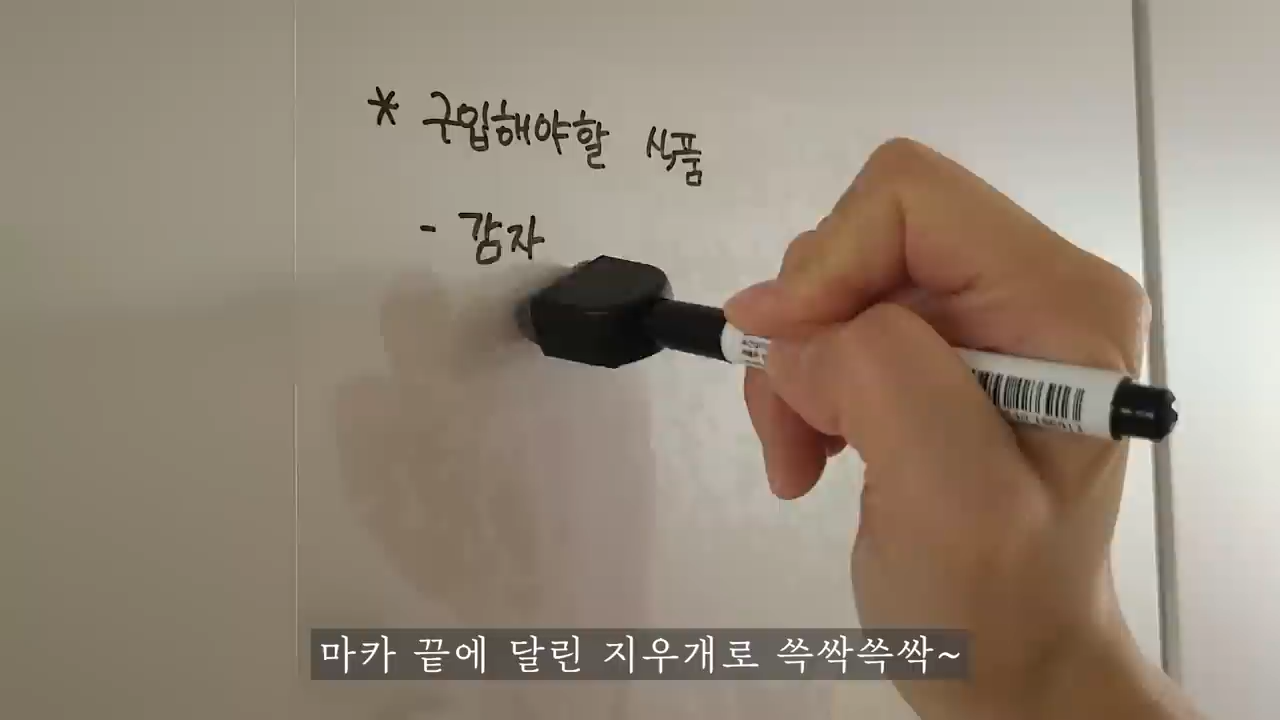 * 구입해야할 식품
- 감자
마카 끝에 달린 지우개로 쓱싹쓱싹~